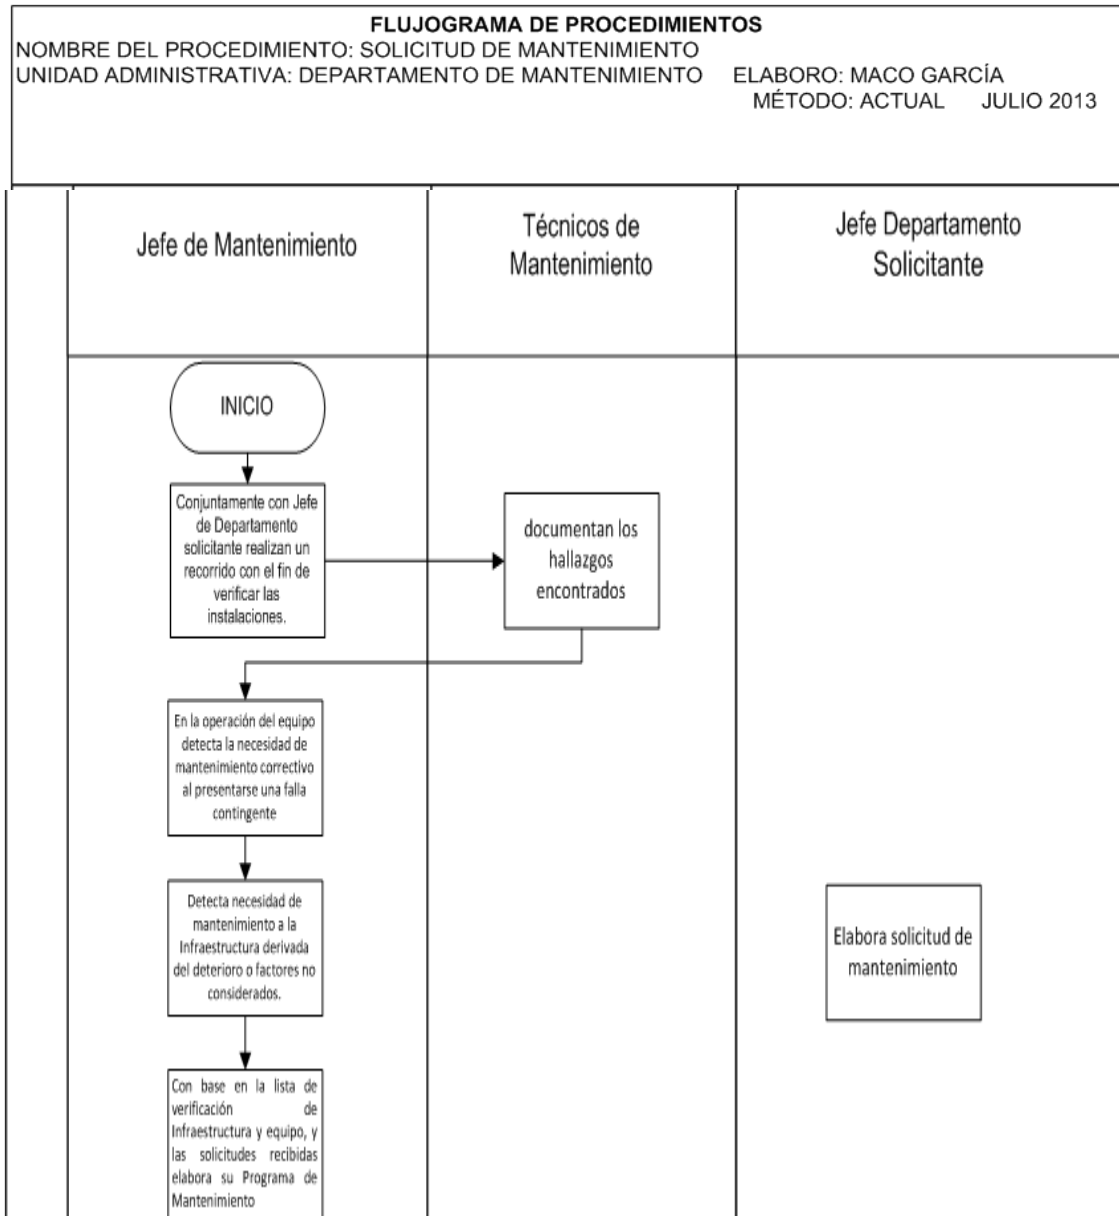 FLUJOGRAMA DE PROCEDIMIENTOS
NOMBRE DEL PROCEDIMIENTO: SOLICITUD DE MANTENIMIENTO
UNIDAD ADMINISTRATIVA: DEPARTAMENTO DE MANTENIMIENTO ELABORO: MACO GARCÍA
MÉTODO: ACTUAL JULIO 2013
Jefe de Mantenimiento
Técnicos de
Mantenimiento
Jefe Departamento
Solicitante
INICIO
Conjuntamente con Jefe
de Departamento
solicitante realizan un
recorrido con el fin de
verificar las
instalaciones.
documentan los
hallazgos
encontrados
En la operación del equipo
detecta la necesidad de
mantenimiento correctivo
al presentarse una falla
contingente
Detecta necesidad de
mantenimiento a la
Infraestructura derivada
del deterioro o factores no
considerados.
Elabora solicitud de
mantenimiento
Con base en la lista de
verificación de
Infraestructura y equipo, y
las solicitudes recibidas
elabora su Programa de
Mantenimiento